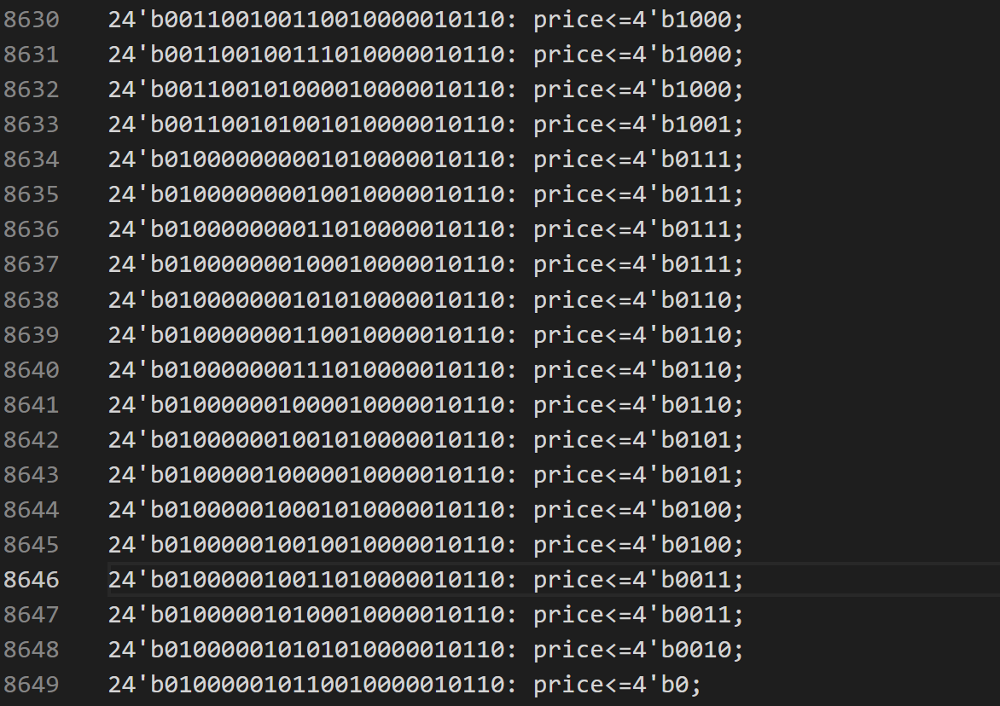 8630 24'b001100100110010000010110: price<=4'b1000;
8631 24'b001100100111010000010110: price<=4'b1000;
8632 24'b001100101000010000010110: price<=4'b1000;
8633 24'b001100101001010000010110: price<=4'b1001;
8634 24'b010000000001010000010110: price<=4'b0111;
8635 24'b010000000010010000010110: price<=4'b0111;
8636 24'b010000000011010000010110: price<=4'b0111;
8637 24'b010000000100010000010110: price<=4'b0111;
8638 24'b010000000101010000010110: price<=4'b0110;
8639 24'b010000000110010000010110: price<=4'b0110;
8640 24'b010000000111010000010110: price<=4'b0110;
8641 24'b010000001000010000010110: price<=4'b0110;
8642 24'b010000001001010000010110: price<=4'b0101;
8643 24'b010000010000010000010110: price<=4'b0101;
8644 24'b010000010001010000010110: price<=4'b0100;
8645 24'b010000010010010000010110: price<=4'b0100;
8646 24'b010000010011010000010110: price<=4'b0011;
8647 24'b010000010100010000010110: price<=4'b0011;
8648 24'b010000010101010000010110: price<=4'b0010;
8649 24'b010000010110010000010110: price<=4'b0;